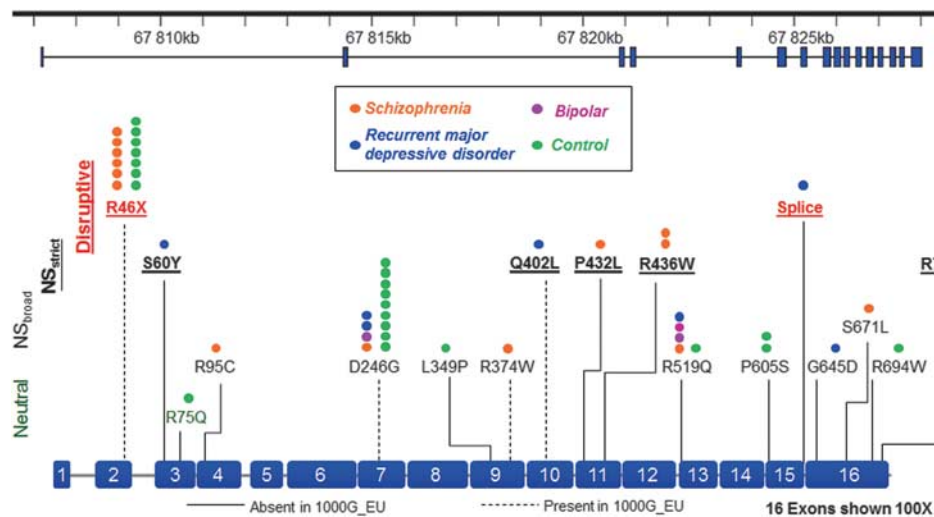 67 810kb 67 815kb 67 820kb 67 825kb
Schizophrenia
Bipolar
Recurrent major
depressive disorder
Control
Disruptive
R46X
Splice
NSstrict
S60Y
Q402L
P432L
R436W
NSbroad
R95C
D246G
L349P
R374W
R519Q
P605S
G645D
S671L
R694W
Neutral
R75Q
1 2 3 4 5 6 7 8 9 10 11 12 13 14 15 16
Absent in 1000G_EU
Present in 1000G_EU
16 Exons shown 100X